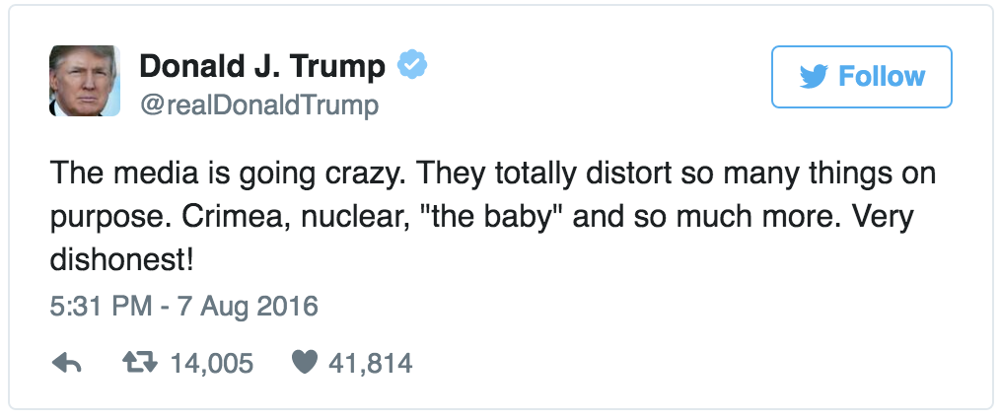 Donald J. Trump
@realDonaldTrump
Follow
The media is going crazy. They totally distort so many things on
purpose. Crimea, nuclear, "the baby" and so much more. Very
dishonest!
5:31 PM - 7 Aug 2016
14,005 41,814